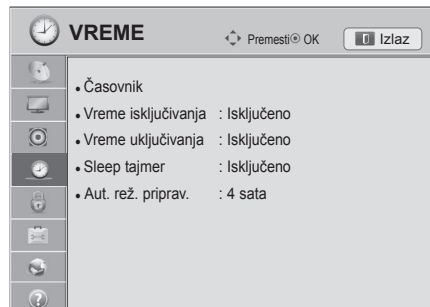 VREME
Premesti OK
Izlaz
• Časovnik
• Vreme isključivanja : Isključeno
• Vreme uključivanja : Isključeno
• Sleep tajmer : Isključeno
• Aut. rež. priprav. : 4 sata